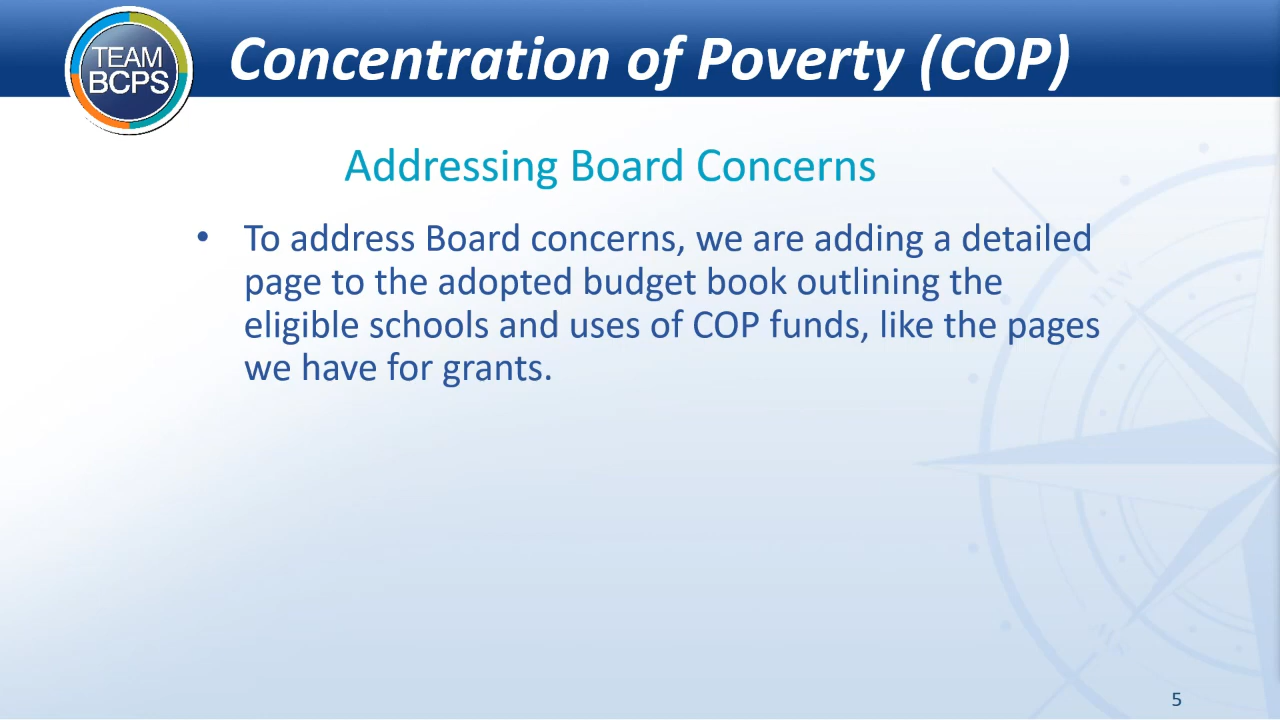 TEAM
BCPS
Concentration of Poverty (COP)
Addressing Board Concerns
• To address Board concerns, we are adding a detailed
page to the adopted budget book outlining the
eligible schools and uses of COP funds, like the pages
we have for grants.
NW
5